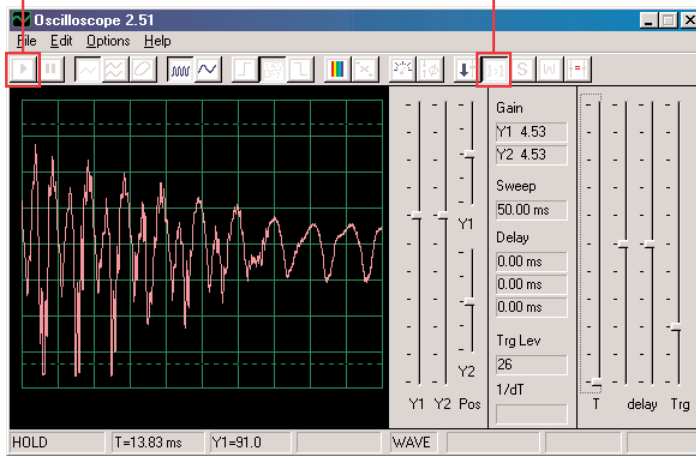 Oscilloscope 2.51
File Edit Options Help
1:1 S W
Gain
Y1 4.53
Y2 4.53
Sweep
50.00 ms
Delay
0.00 ms
0.00 ms
0.00 ms
Trg Lev
26
1/dT
Y1
Y2
Y1 Y2 Pos
T delay Trg
HOLD T=13.83 ms Y1=91.0 WAVE